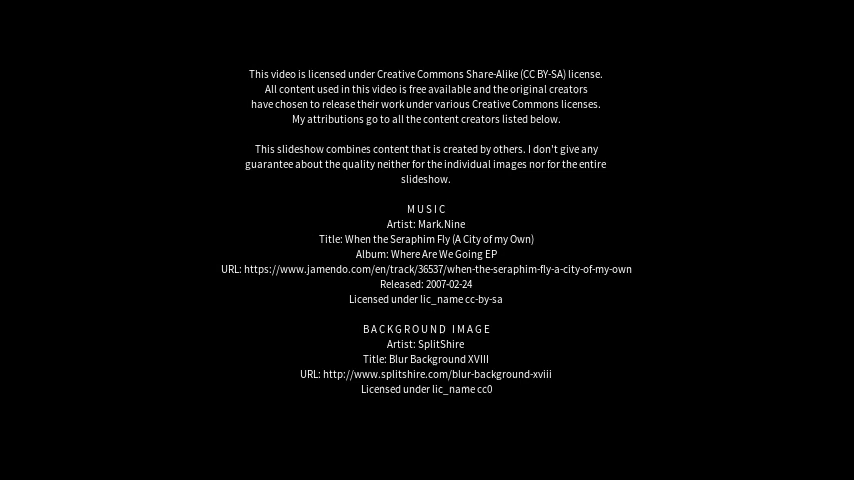 This video is licensed under Creative Commons Share-Alike (CC BY-SA) license.
All content used in this video is free available and the original creators
have chosen to release their work under various Creative Commons licenses.
My attributions go to all the content creators listed below.
This slideshow combines content that is created by others. I don't give any
guarantee about the quality neither for the individual images nor for the entire
slideshow.
MUSIC
Artist: Mark.Nine
Title: When the Seraphim Fly (A City of my Own)
Album: Where Are We Going EP
URL: https://www.jamendo.com/en/track/36537/when-the-seraphim-fly-a-city-of-my-own
Released: 2007-02-24
Licensed under lic_name cc-by-sa
BACKGROUND IMAGE
Artist: SplitShire
Title: Blur Background XVIII
URL: http://www.splitshire.com/blur-background-xviii
Licensed under lic_name cc0